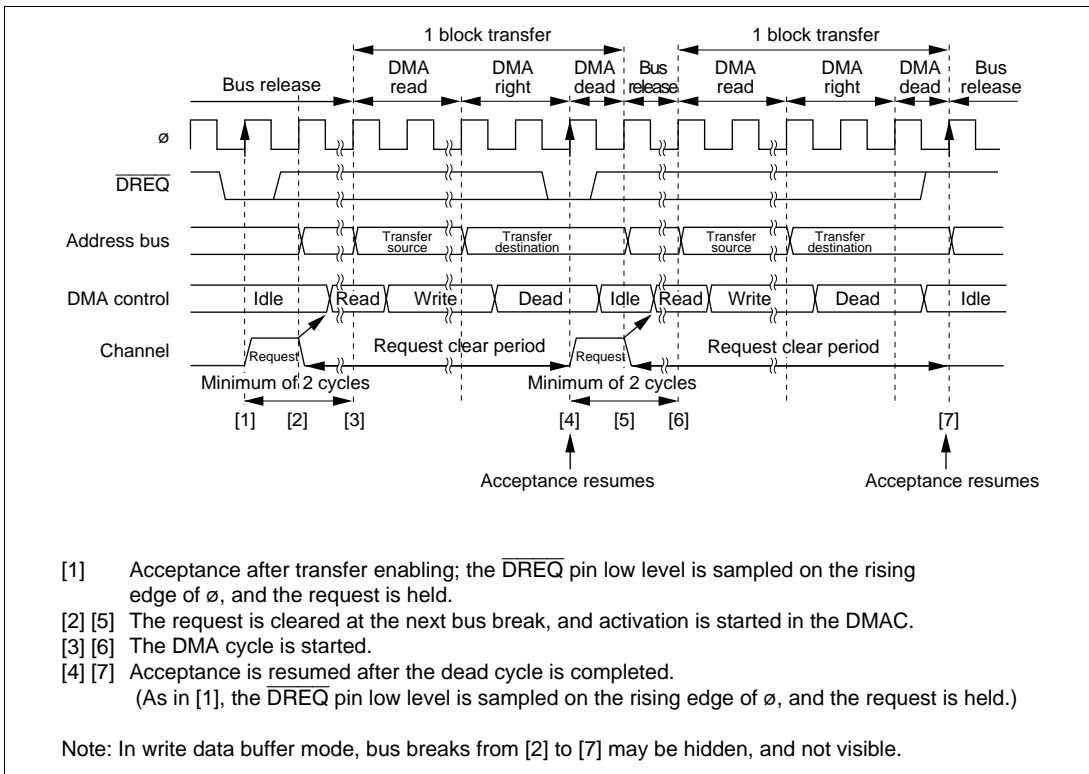 1 block transfer 1 block transfer
Bus release DMA read DMA right DMA dead Bus release DMA read DMA right DMA dead Bus release
ø
DREQ
Address bus Transfer source Transfer destination Transfer source Transfer destination
DMA control Idle Read Write Dead Idle Read Write Dead Idle
Channel Request Request clear period Request Request clear period
Minimum of 2 cycles Minimum of 2 cycles
[1] [2] [3] [4] [5] [6] [7]
Acceptance resumes Acceptance resumes
[1] Acceptance after transfer enabling; the DREQ pin low level is sampled on the rising
edge of ø, and the request is held.
[2] [5] The request is cleared at the next bus break, and activation is started in the DMAC.
[3] [6] The DMA cycle is started.
[4] [7] Acceptance is resumed after the dead cycle is completed.
(As in [1], the DREQ pin low level is sampled on the rising edge of ø, and the request is held.)
Note: In write data buffer mode, bus breaks from [2] to [7] may be hidden, and not visible.